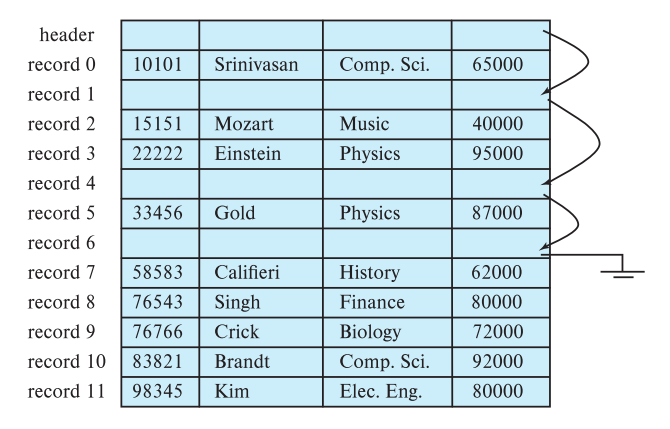 header
record 0 10101 Srinivasan Comp. Sci. 65000
record 1
record 2 15151 Mozart Music 40000
record 3 22222 Einstein Physics 95000
record 4
record 5 33456 Gold Physics 87000
record 6
record 7 58583 Califieri History 62000
record 8 76543 Singh Finance 80000
record 9 76766 Crick Biology 72000
record 10 83821 Brandt Comp. Sci. 92000
record 11 98345 Kim Elec. Eng. 80000